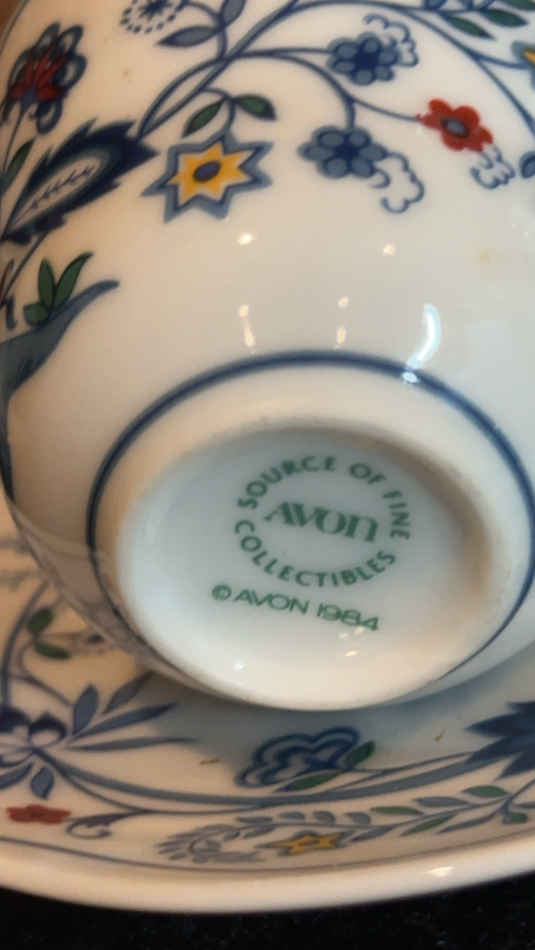 SOURCE OF FINE
AVON
COLLECTIBLES
© AVON 1984